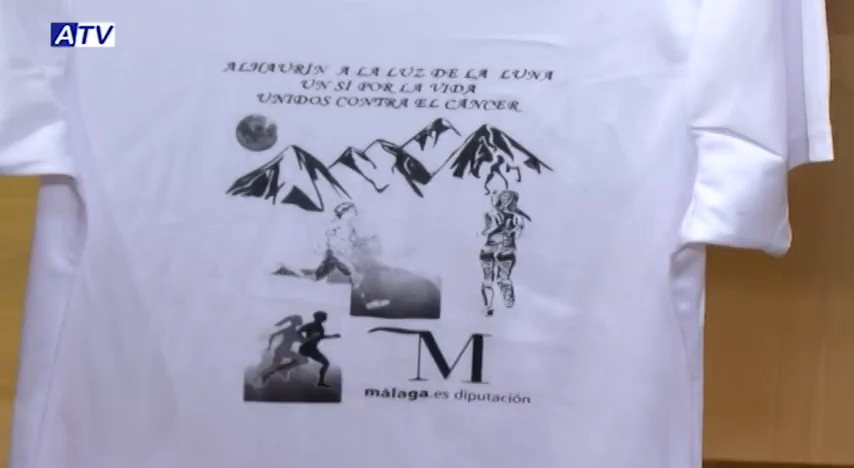 ATV
ALHAURÍN A LA LUZ DE LA LUNA
UN SI POR LA VIDA
UNIDOS CONTRA EL CÁNCER
M
málaga.es diputación